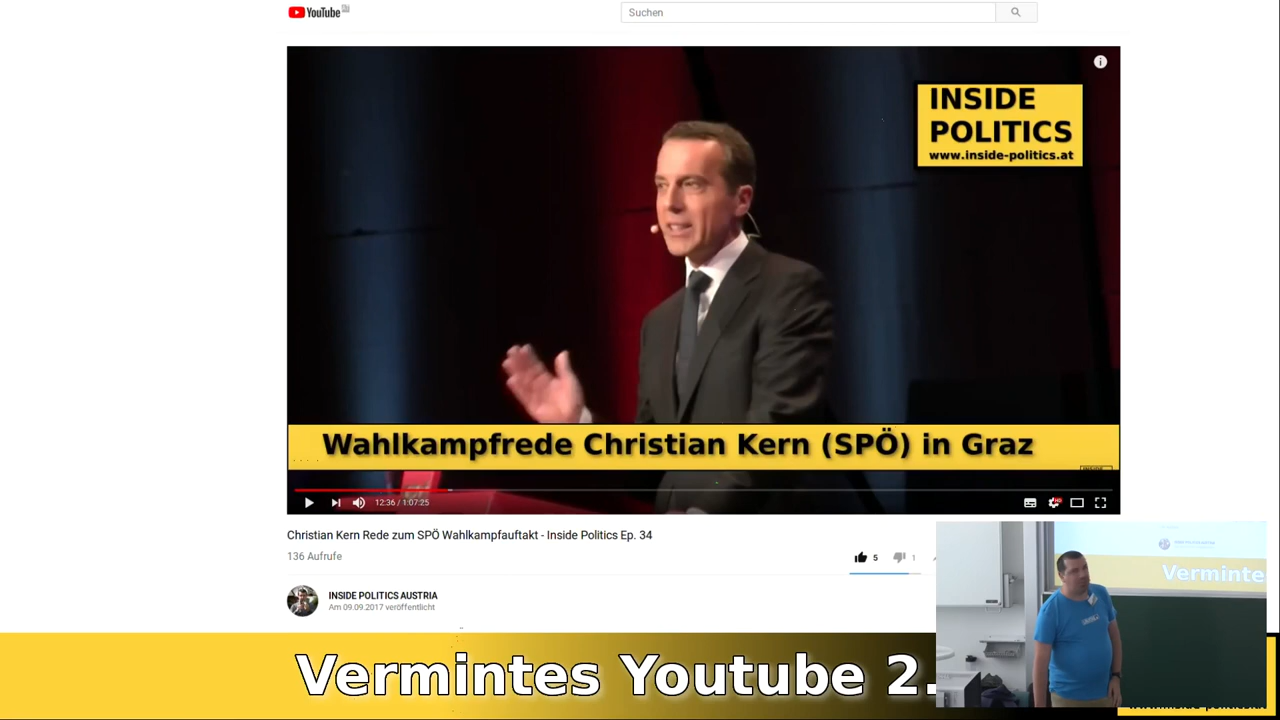 YouTube
Suchen
INSIDE
POLITICS
www.inside-politics.at
Wahlkampfrede Christian Kern (SPÖ) in Graz
12:36 / 1:07:25
Christian Kern Rede zum SPÖ Wahlkampfauftakt - Inside Politics Ep. 34
136 Aufrufe
5
1
INSIDE POLITICS AUSTRIA
Am 09.09.2017 veröffentlicht
Verminte
Vermintes Youtube 2.